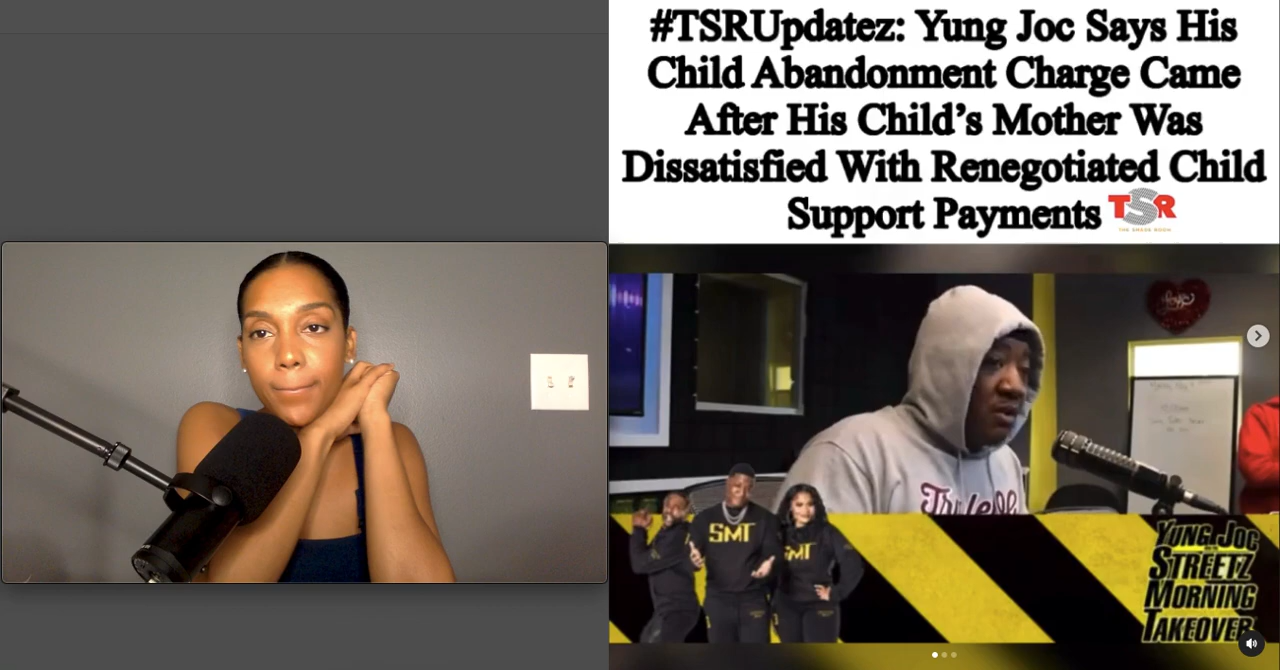 #TSRUpdatez: Yung Joc Says His
Child Abandonment Charge Came
After His Child’s Mother Was
Dissatisfied With Renegotiated Child
Support Payments
TSR
THE SHADE ROOM
SMT
SMT
YUNG JOC
STREETZ
MORNING
TAKEOVER